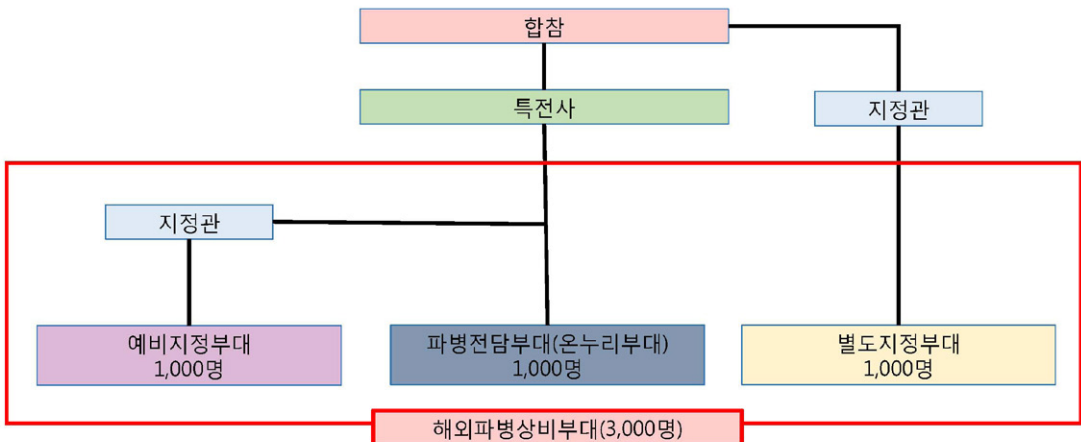 합참
특전사
지정관
지정관
예비지정부대
1,000명
파병전담부대(온누리부대)
1,000명
별도지정부대
1,000명
해외파병상비부대(3,000명)